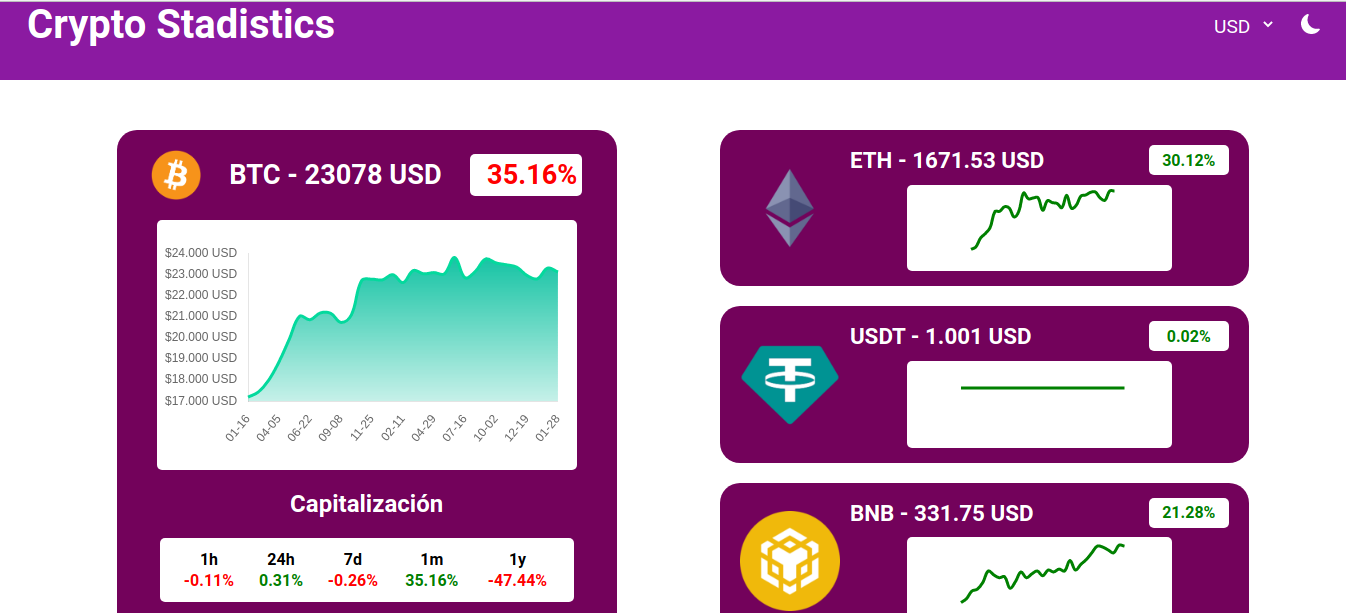 Crypto Stadistics
USD
BTC - 23078 USD
35.16%
$24.000 USD
$23.000 USD
$22.000 USD
$21.000 USD
$20.000 USD
$19.000 USD
$18.000 USD
$17.000 USD
01-16 04-05 06-22 09-08 11-25 02-11 04-29 07-16 10-02 12-19 01-28
Capitalización
1h 24h 7d 1m 1y
-0.11% 0.31% -0.26% 35.16% -47.44%
ETH - 1671.53 USD
30.12%
USDT - 1.001 USD
0.02%
BNB - 331.75 USD
21.28%